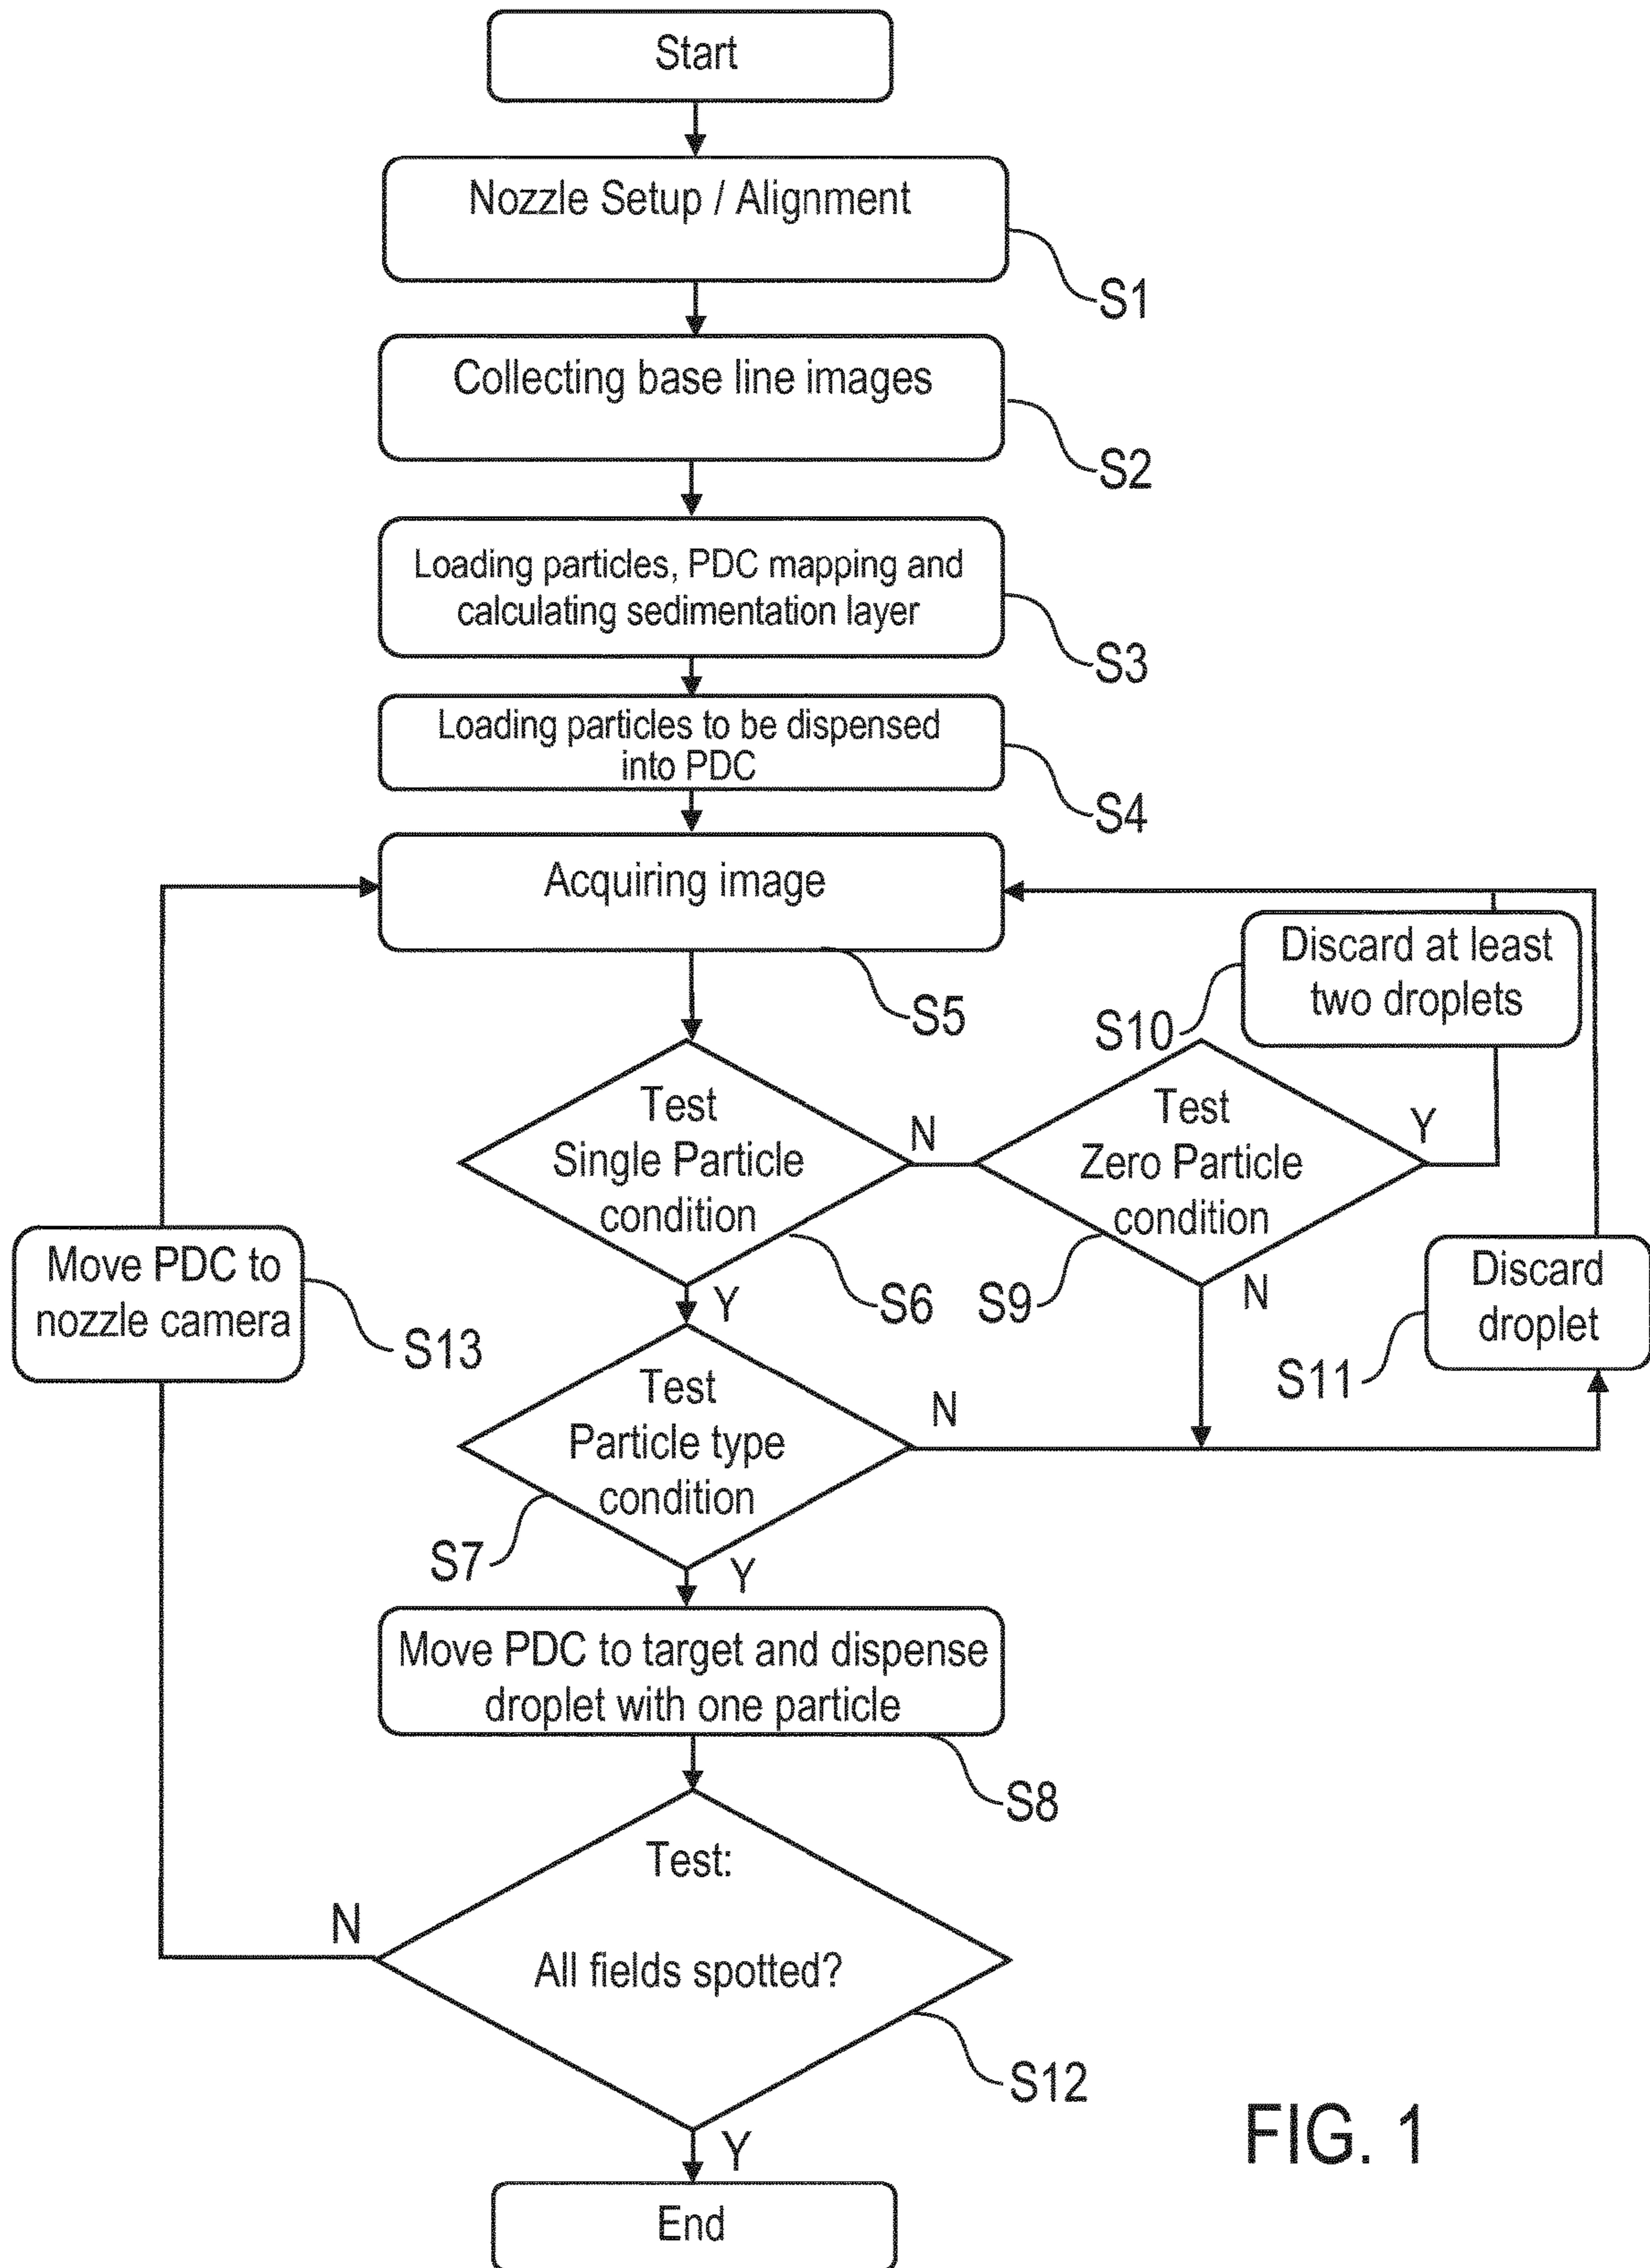 Start
Nozzle Setup / Alignment
S1
Collecting base line images
S2
Loading particles, PDC mapping and
calculating sedimentation layer
S3
Loading particles to be dispensed
into PDC
S4
Acquiring image
S5
Discard at least
two droplets
S10
Test
Single Particle
condition
N
Y
S6
Test
Zero Particle
condition
Y
N
S9
Move PDC to
nozzle camera
S13
Discard
droplet
S11
Test
Particle type
condition
N
Y
S7
Move PDC to target and dispense
droplet with one particle
S8
Test:
All fields spotted?
N
S12
Y
End
FIG. 1